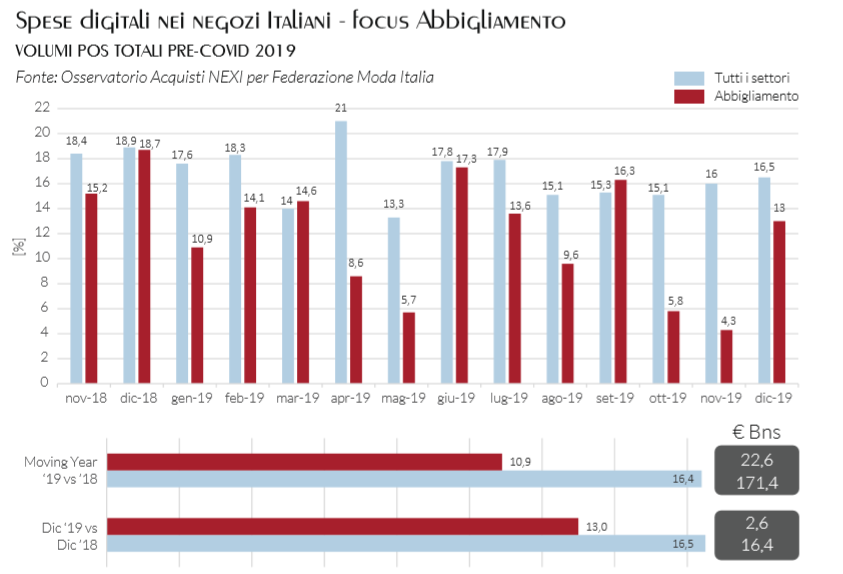 Spese digitali nei negozi Italiani - focus Abbigliamento
VOLUMI POS TOTALI PRE-COVID 2019
Fonte: Osservatorio Acquisti NEXI per Federazione Moda Italia
Tutti i settori
Abbigliamento
[%]
22
20
18
16
14
12
10
8
6
4
2
0
18,4 15,2 18,9 18,7 17,6 10,9 18,3 14,1 14 14,6 21 8,6 13,3 5,7 17,8 17,3 17,9 13,6 15,1 9,6 15,3 16,3 15,1 5,8 16 4,3 16,5 13
nov-18 dic-18 gen-19 feb-19 mar-19 apr-19 mag-19 giu-19 lug-19 ago-19 set-19 ott-19 nov-19 dic-19
€ Bns
Moving Year
'19 vs '18
10,9
16,4
22,6
171,4
Dic '19 vs
Dic '18
13,0
16,5
2,6
16,4